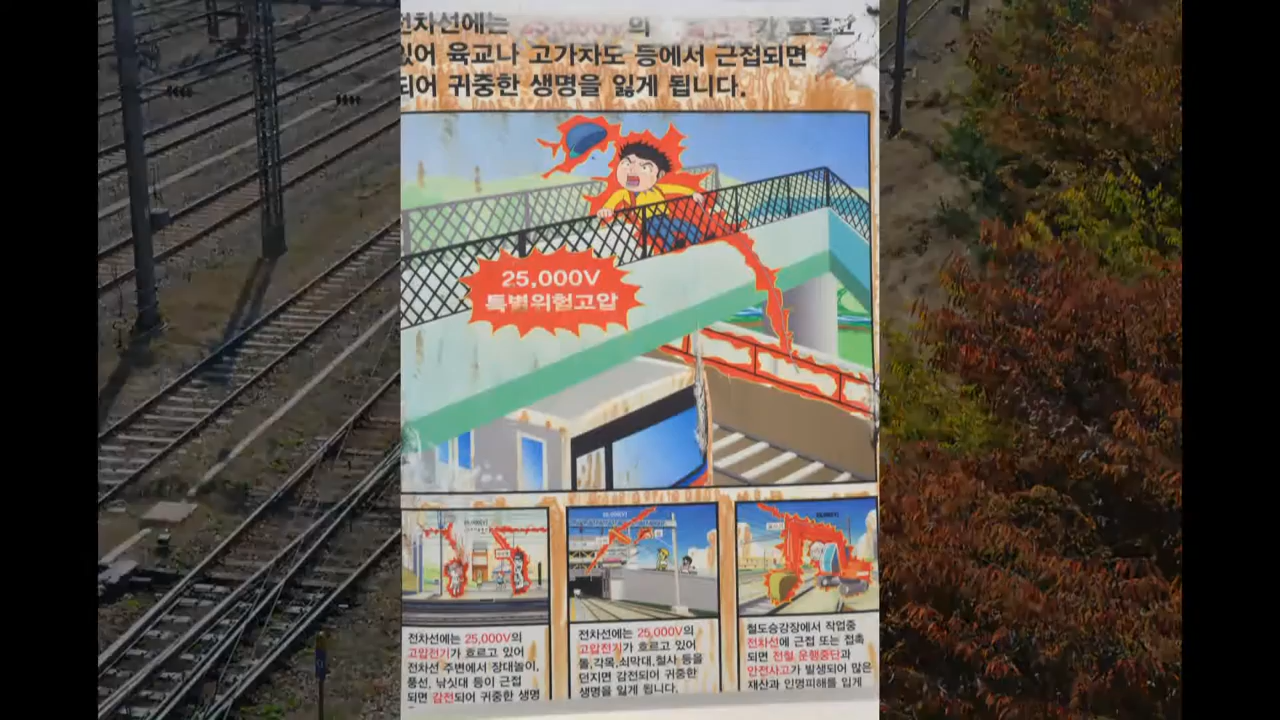 전차선에는 25,000V의 가 흐르고
있어 육교나 고가차도 등에서 근접되면
되어 귀중한 생명을 잃게 됩니다.
25,000V
특별위험고압
전차선에는 25,000V의
고압전기가 흐르고 있어
전차선 주변에서 장대놀이,
풍선, 낚싯대 등이 근접
되면 감전되어 귀중한 생명
전차선에는 25,000V의
고압전기가 흐르고 있어
돌,각목,쇠막대,철사 등을
던지면 감전되어 귀중한
생명을 잃게 됩니다.
철도승강장에서 작업중
전차선에 근접 또는 접촉
되면 전철 운행중단과
안전사고가 발생되어 많은
재산과 인명피해를 입게